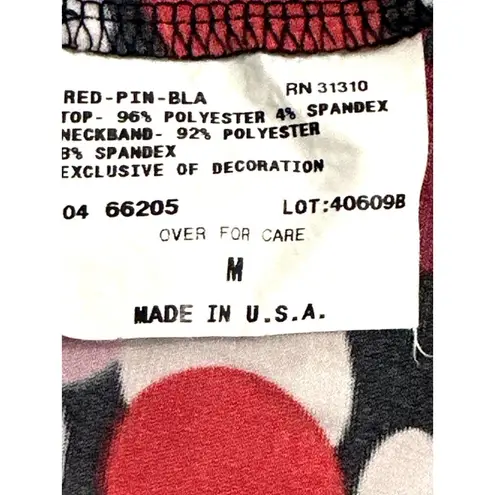 RED-PIN-BLA RN 31310
TOP- 96% POLYESTER 4% SPANDEX
NECKBAND- 92% POLYESTER
8% SPANDEX
EXCLUSIVE OF DECORATION
04 66205 LOT:40609B
OVER FOR CARE
M
MADE IN U.S.A.